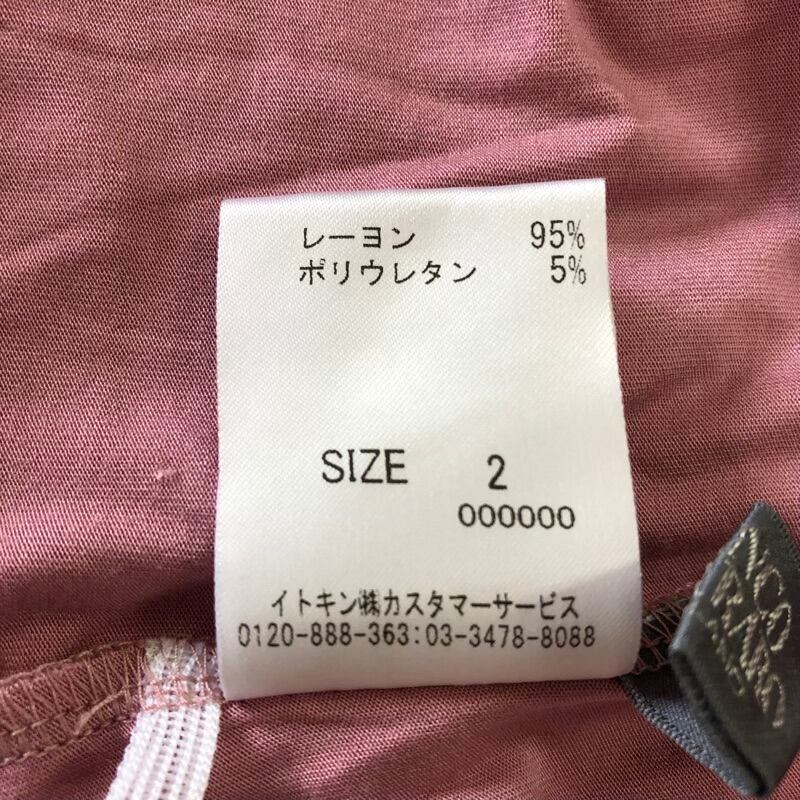 レーヨン 95%
ポリウレタン 5%
SIZE 2
000000
イトキン㈱カスタマーサービス
0120-888-363:03-3478-8088